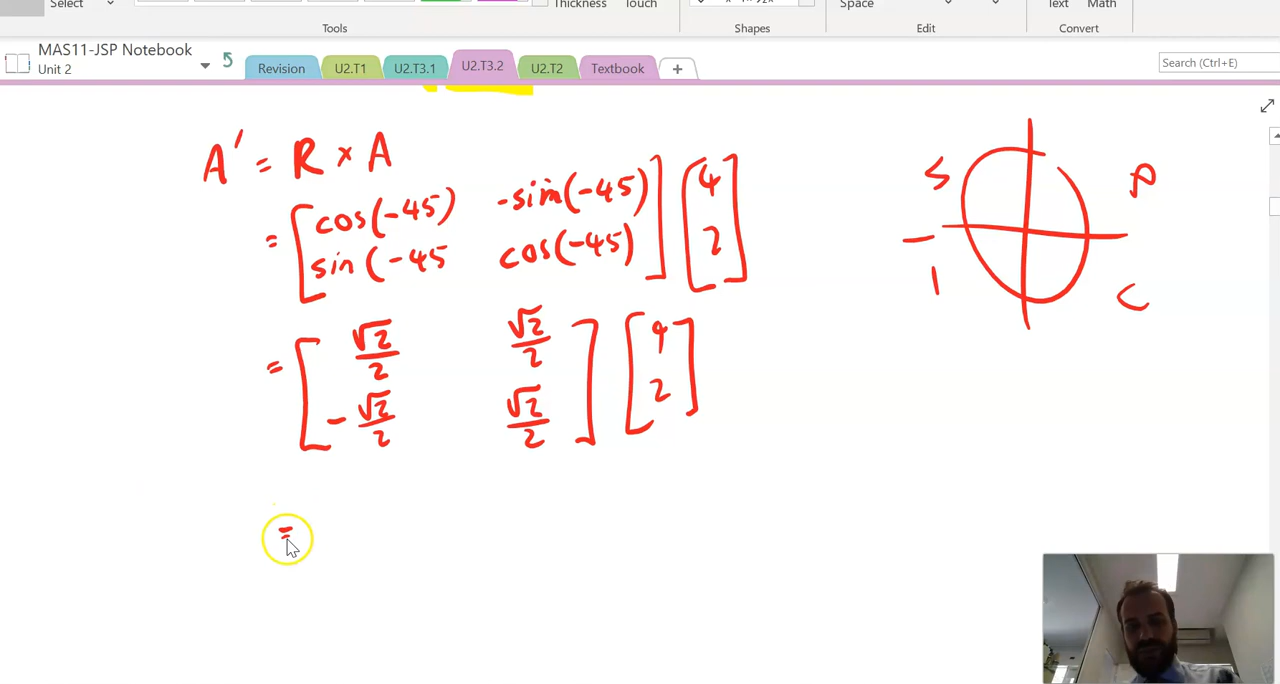 Select
Thickness
Touch
Space
Text
Math
Tools
Shapes
Edit
Convert
MAS11-JSP Notebook
Unit 2
Revision
U2.T1
U2.T3.1
U2.T3.2
U2.T2
Textbook
+
Search (Ctrl+E)
A' = R × A
= [cos(-45) -sin(-45)] [4]
[sin(-45 cos(-45)] [2]
= [√2/2 √2/2] [4]
[-√2/2 √2/2] [2]
=
S
A
T
C